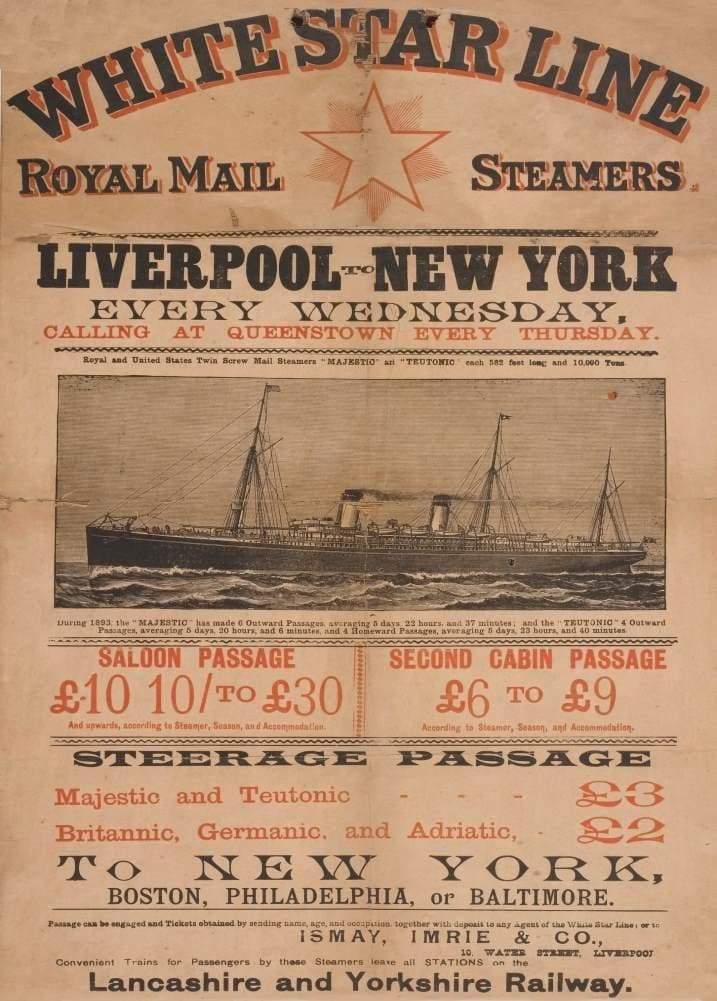 WHITE STAR LINE
ROYAL MAIL STEAMERS.
LIVERPOOL TO NEW YORK
EVERY WEDNESDAY,
CALLING AT QUEENSTOWN EVERY THURSDAY.
Royal and United States Twin Screw Mail Steamers "MAJESTIC" an "TEUTONIC" each 582 feet long and 10,000 Tons.
During 1893, the "MAJESTIC" has made 6 Outward Passages, averaging 5 days, 22 hours, and 37 minutes; and the "TEUTONIC" 4 Outward
Passages, averaging 5 days, 20 hours, and 6 minutes, and 4 Homeward Passages, averaging 5 days, 23 hours, and 40 minutes
SALOON PASSAGE
£10 10/ TO £30
And upwards, according to Steamer, Season, and Accommodation.
SECOND CABIN PASSAGE
£6 TO £9
According to Steamer, Season, and Accommodation.
STEERAGE PASSAGE
Majestic and Teutonic - - - £3
Britannic, Germanic, and Adriatic, - £2
TO NEW YORK,
BOSTON, PHILADELPHIA, or BALTIMORE.
Passage can be engaged and Tickets obtained by sending name, age, and occupation, together with deposit to any Agent of the White Star Line; or to
ISMAY, IMRIE & CO.,
10, WATER STREET, LIVERPOOL
Convenient Trains for Passengers by these Steamers leave all STATIONS on the
Lancashire and Yorkshire Railway.